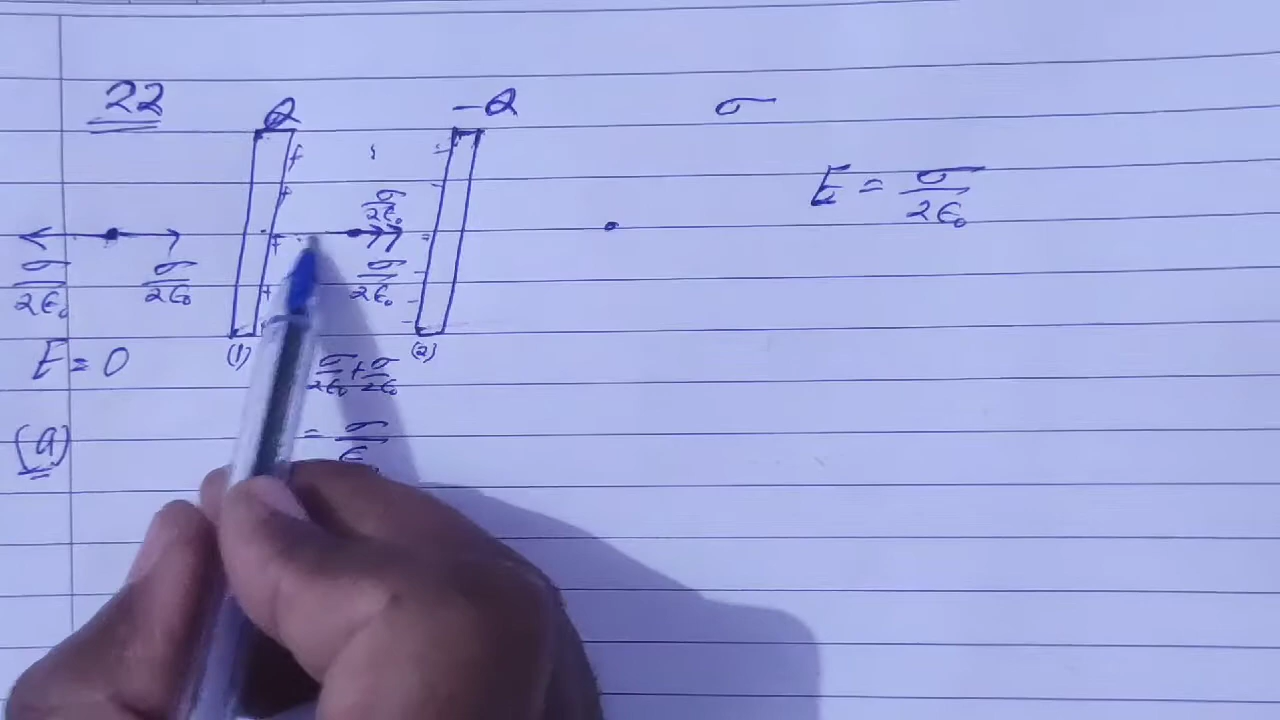 22
Q
-Q
σ
E = σ/2ε₀
σ/2ε₀
σ/2ε₀
σ/2ε₀
σ/2ε₀
E = 0
(1)
(2)
σ/2ε₀ + σ/2ε₀
(a)
= σ/ε